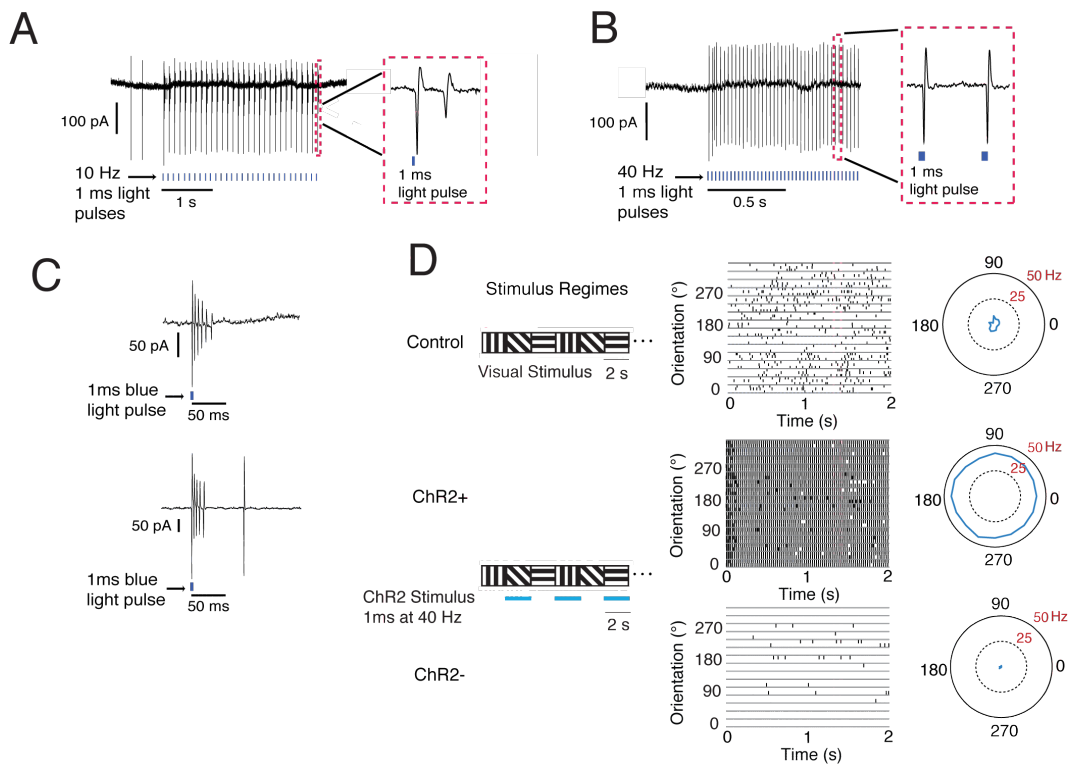 A
100 pA
10 Hz
1 ms light
pulses
1 s
1 ms
light pulse
B
100 pA
40 Hz
1 ms light
pulses
0.5 s
1 ms
light pulse
C
50 pA
1ms blue
light pulse
50 ms
50 pA
1ms blue
light pulse
50 ms
D
Stimulus Regimes
Control
Visual Stimulus
2 s
Orientation (°)
270
180
90
0
0
1
2
Time (s)
90
50 Hz
25
180
0
270
ChR2+
Orientation (°)
270
180
90
0
0
1
2
Time (s)
90
50 Hz
25
180
0
270
ChR2 Stimulus
1ms at 40 Hz
2 s
ChR2-
Orientation (°)
270
180
90
0
0
1
2
Time (s)
90
50 Hz
25
180
0
270